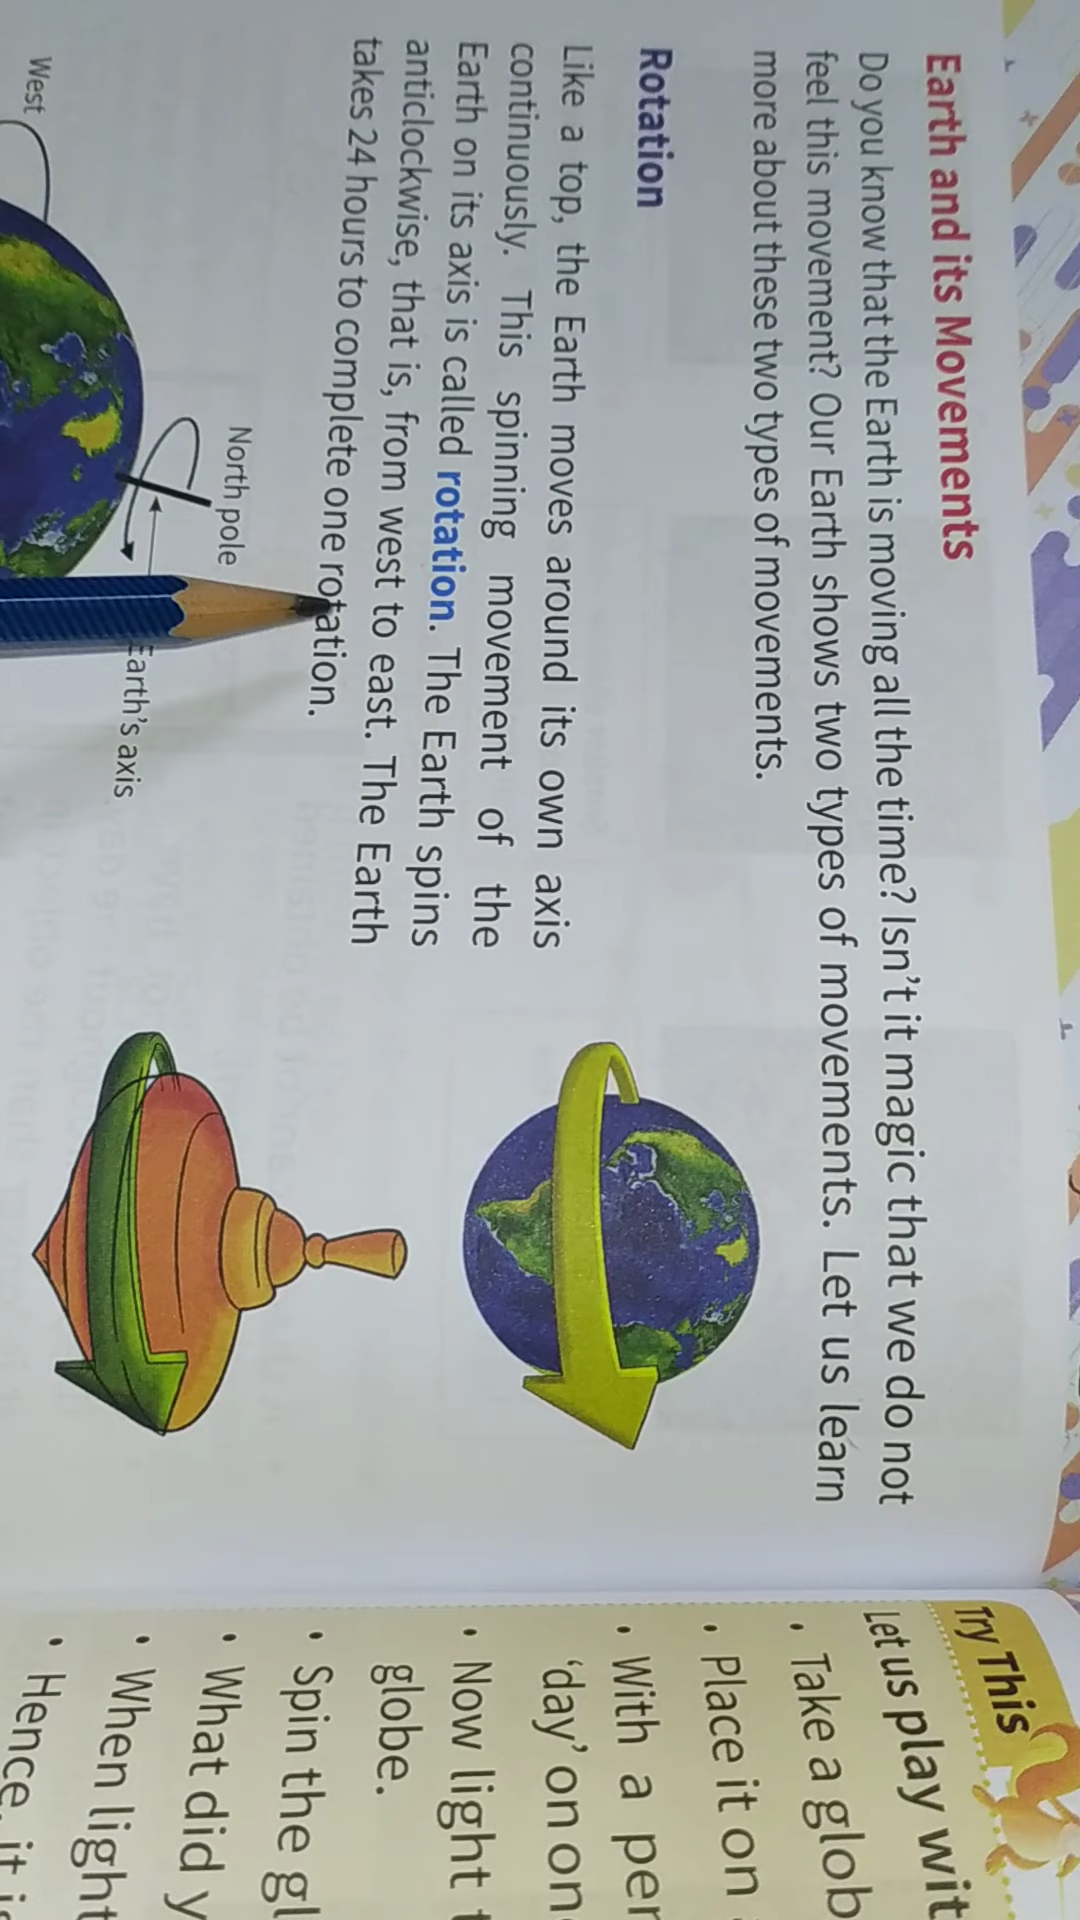 Earth and its Movements
Do you know that the Earth is moving all the time? Isn't it magic that we do not
feel this movement? Our Earth shows two types of movements. Let us learn
more about these two types of movements.
Rotation
Like a top, the Earth moves around its own axis
continuously. This spinning movement of the
Earth on its axis is called rotation. The Earth spins
anticlockwise, that is, from west to east. The Earth
takes 24 hours to complete one rotation.
North pole
Earth's axis
West
Try This
Let us play
• Take a
• Place it on
• With a
'day' on
• Now light
globe.
• Spin the
• What did
• When light
• Hence, it